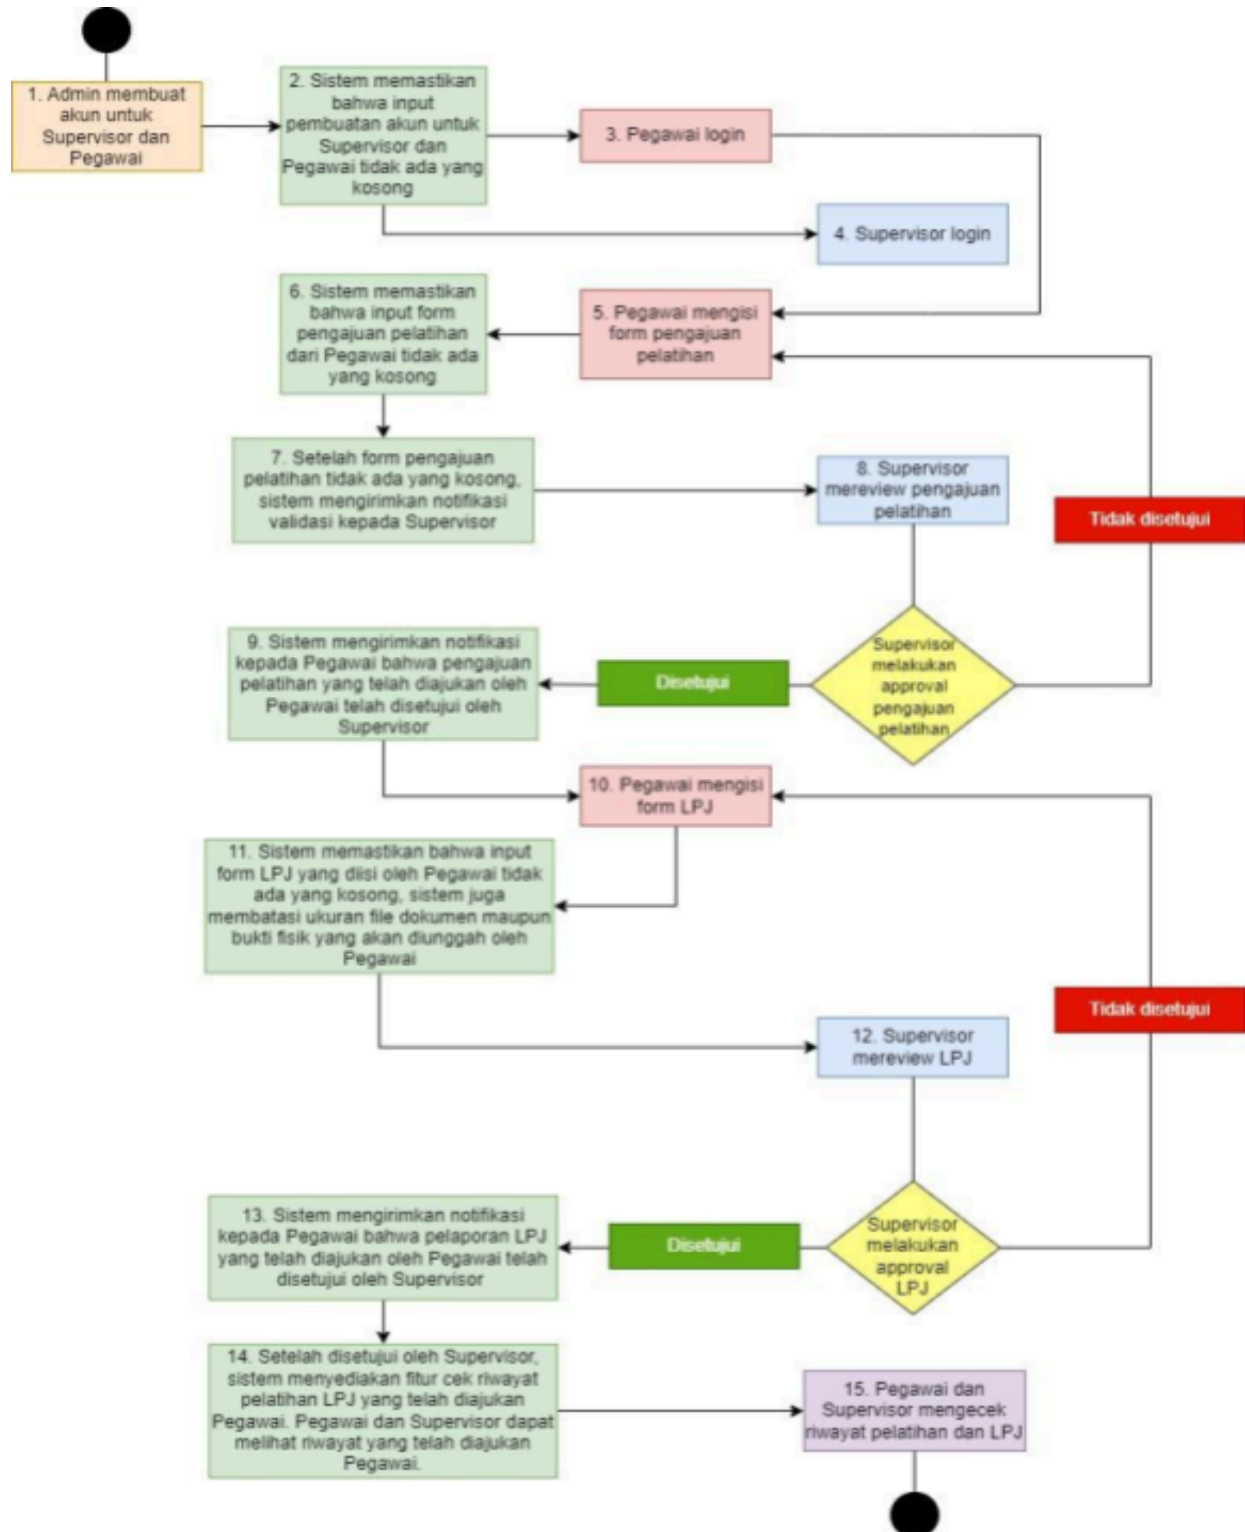 1. Admin membuat
akun untuk
Supervisor dan
Pegawai
2. Sistem memastikan
bahwa input
pembuatan akun untuk
Supervisor dan
Pegawai tidak ada yang
kosong
3. Pegawai login
4. Supervisor login
5. Pegawai mengisi
form pengajuan
pelatihan
6. Sistem memastikan
bahwa input form
pengajuan pelatihan
dari Pegawai tidak ada
yang kosong
7. Setelah form pengajuan
pelatihan tidak ada yang kosong,
sistem mengirimkan notifikasi
validasi kepada Supervisor
8. Supervisor
mereview pengajuan
pelatihan
Tidak disetujui
Supervisor
melakukan
approval
pengajuan
pelatihan
Disetujui
9. Sistem mengirimkan notifikasi
kepada Pegawai bahwa pengajuan
pelatihan yang telah diajukan oleh
Pegawai telah disetujui oleh
Supervisor
10. Pegawai mengisi
form LPJ
11. Sistem memastikan bahwa input
form LPJ yang diisi oleh Pegawai tidak
ada yang kosong, sistem juga
membatasi ukuran file dokumen maupun
bukti fisik yang akan diunggah oleh
Pegawai
12. Supervisor
mereview LPJ
Tidak disetujui
Supervisor
melakukan
approval
LPJ
Disetujui
13. Sistem mengirimkan notifikasi
kepada Pegawai bahwa pelaporan LPJ
yang telah diajukan oleh Pegawai telah
disetujui oleh Supervisor
14. Setelah disetujui oleh Supervisor,
sistem menyediakan fitur cek riwayat
pelatihan LPJ yang telah diajukan
Pegawai. Pegawai dan Supervisor dapat
melihat riwayat yang telah diajukan
Pegawai.
15. Pegawai dan
Supervisor mengecek
riwayat pelatihan dan LPJ